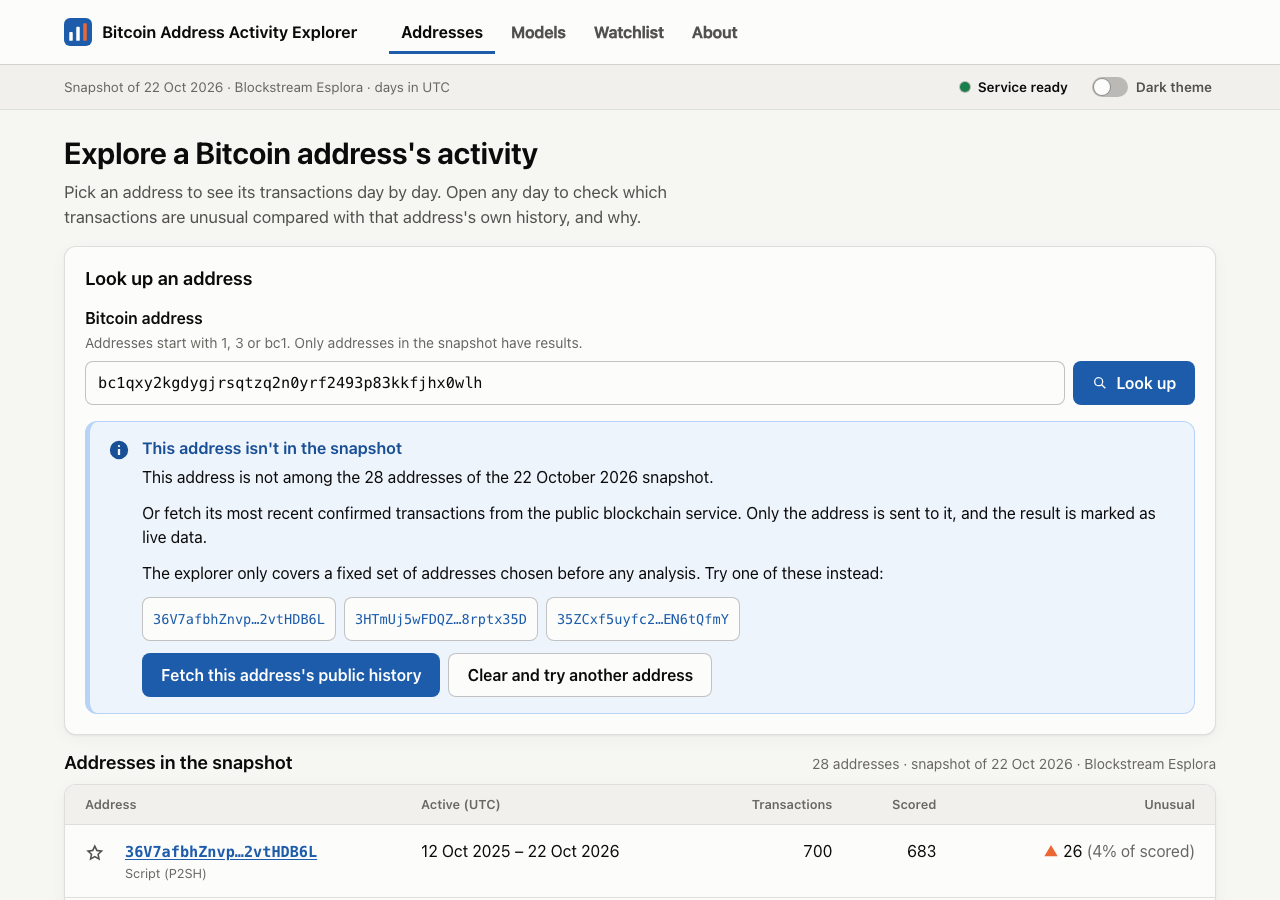 Bitcoin Address Activity Explorer
Addresses
Models
Watchlist
About
Snapshot of 22 Oct 2026 · Blockstream Esplora · days in UTC
Service ready
Dark theme
Explore a Bitcoin address's activity
Pick an address to see its transactions day by day. Open any day to check which
transactions are unusual compared with that address's own history, and why.
Look up an address
Bitcoin address
Addresses start with 1, 3 or bc1. Only addresses in the snapshot have results.
bc1qxy2kgdygjrsqtzq2n0yrf2493p83kkfjhx0wlh
Look up
This address isn't in the snapshot
This address is not among the 28 addresses of the 22 October 2026 snapshot.
Or fetch its most recent confirmed transactions from the public blockchain service. Only the address is sent to it, and the result is marked as
live data.
The explorer only covers a fixed set of addresses chosen before any analysis. Try one of these instead:
36V7afbhZnvp…2vtHDB6L
3HTmUj5wFDQZ…8rptx35D
35ZCxf5uyfc2…EN6tQfmY
Fetch this address's public history
Clear and try another address
Addresses in the snapshot
28 addresses · snapshot of 22 Oct 2026 · Blockstream Esplora
Address
Active (UTC)
Transactions
Scored
Unusual
36V7afbhZnvp…2vtHDB6L
12 Oct 2025 – 22 Oct 2026
700
683
26 (4% of scored)
Script (P2SH)